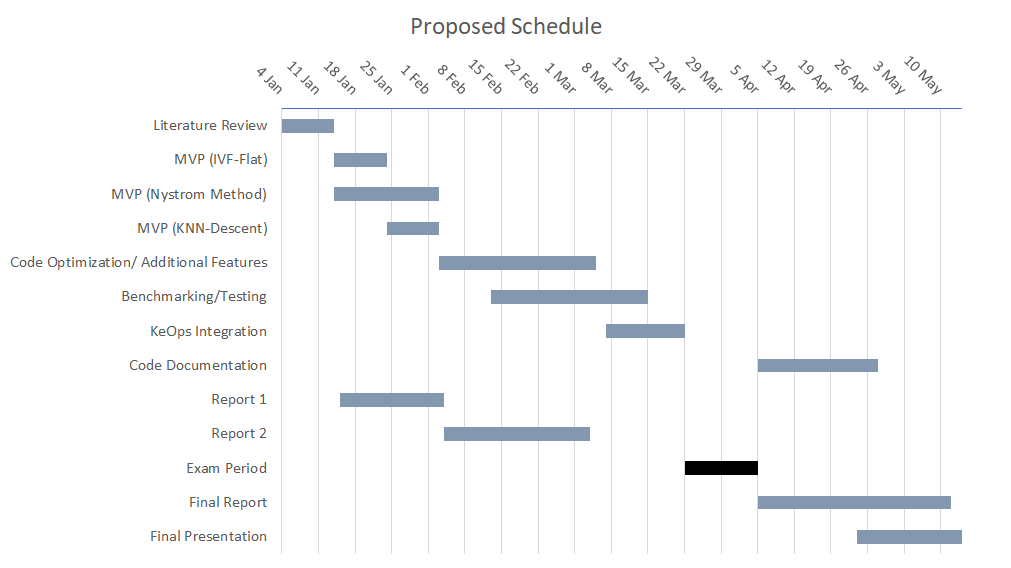 Proposed Schedule
4 Jan
11 Jan
18 Jan
25 Jan
1 Feb
8 Feb
15 Feb
22 Feb
1 Mar
8 Mar
15 Mar
22 Mar
29 Mar
5 Apr
12 Apr
19 Apr
26 Apr
3 May
10 May
Literature Review
MVP (IVF-Flat)
MVP (Nystrom Method)
MVP (KNN-Descent)
Code Optimization/ Additional Features
Benchmarking/Testing
KeOps Integration
Code Documentation
Report 1
Report 2
Exam Period
Final Report
Final Presentation